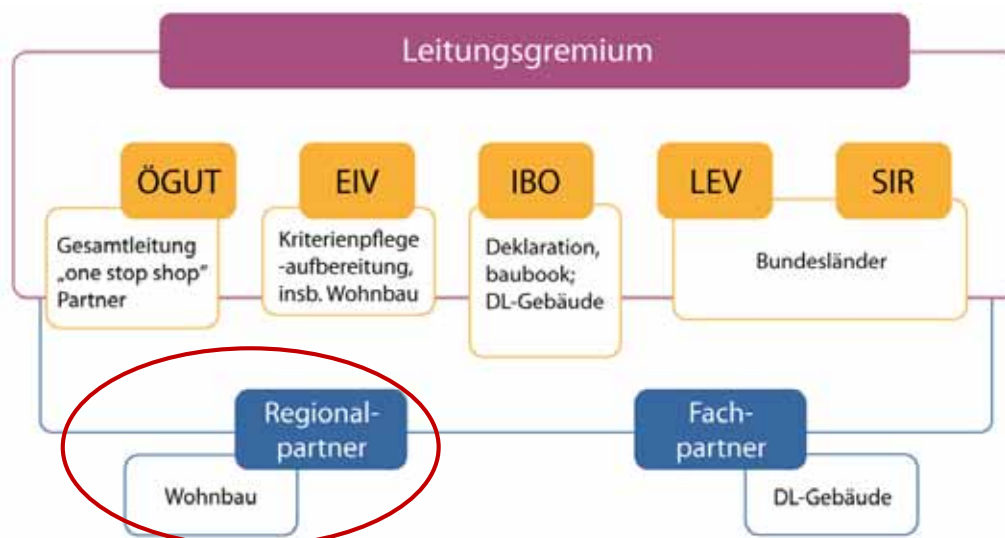 Leitungsgremium
ÖGUT
EIV
IBO
LEV
SIR
Gesamtleitung
„one stop shop“
Partner
Kriterienpflege
-aufbereitung,
insb. Wohnbau
Deklaration,
baubook;
DL-Gebäude
Bundesländer
Regional-
partner
Wohnbau
Fach-
partner
DL-Gebäude